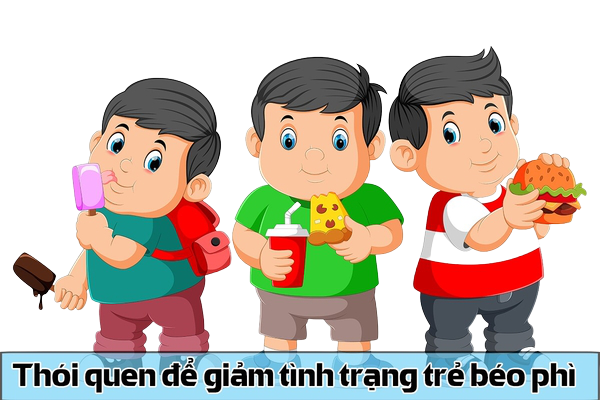 Thói quen để giảm tình trạng trẻ béo phì